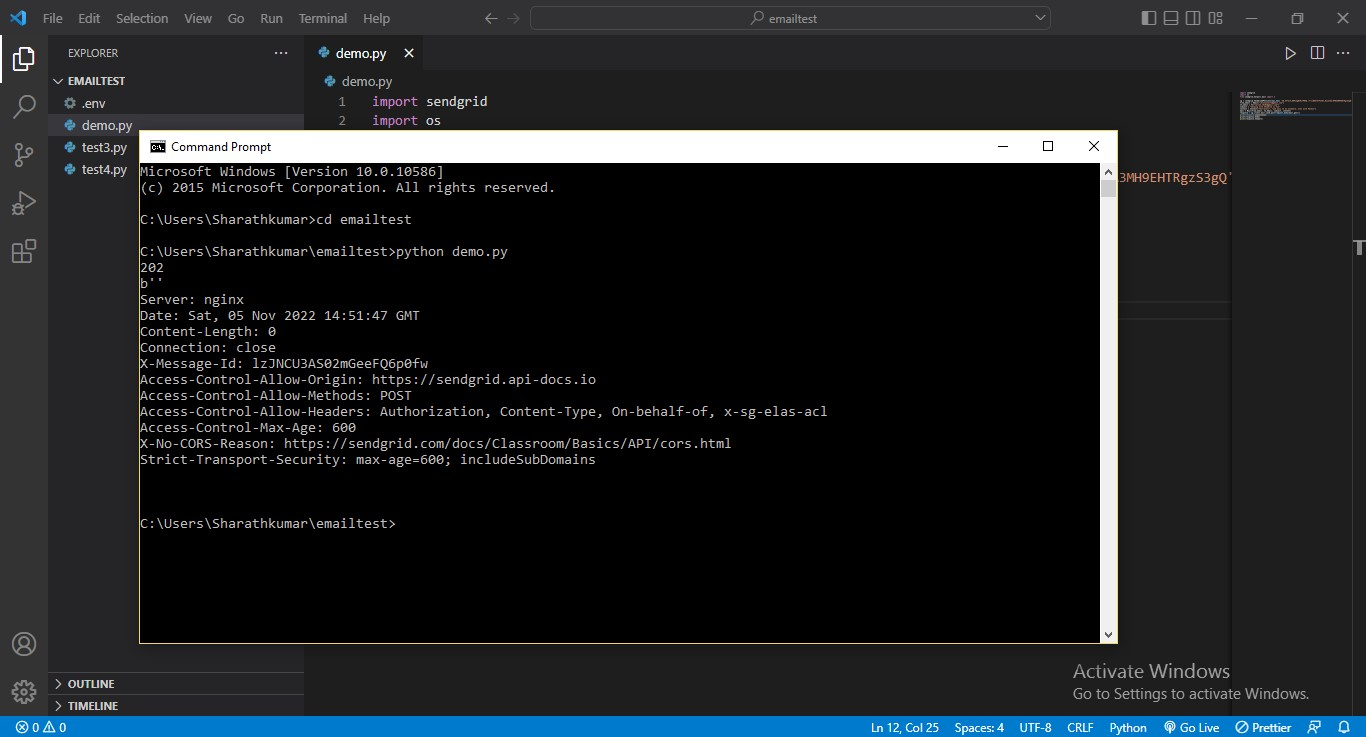 File Edit Selection View Go Run Terminal Help
emailtest
EXPLORER
demo.py
EMAILTEST
demo.py
.env
1 import sendgrid
demo.py
2 import os
test3.py
test4.py
Command Prompt
Microsoft Windows [Version 10.0.10586]
(c) 2015 Microsoft Corporation. All rights reserved.
3MH9EHTRgzS3gQ'
C:\Users\Sharathkumar>cd emailtest
C:\Users\Sharathkumar\emailtest>python demo.py
202
b''
Server: nginx
Date: Sat, 05 Nov 2022 14:51:47 GMT
Content-Length: 0
Connection: close
X-Message-Id: lzJNCU3AS02mGeeFQ6p0fw
Access-Control-Allow-Origin: https://sendgrid.api-docs.io
Access-Control-Allow-Methods: POST
Access-Control-Allow-Headers: Authorization, Content-Type, On-behalf-of, x-sg-elas-acl
Access-Control-Max-Age: 600
X-No-CORS-Reason: https://sendgrid.com/docs/Classroom/Basics/API/cors.html
Strict-Transport-Security: max-age=600; includeSubDomains
C:\Users\Sharathkumar\emailtest>
Activate Windows
Go to Settings to activate Windows.
OUTLINE
TIMELINE
0 0
Ln 12, Col 25 Spaces: 4 UTF-8 CRLF Python Go Live Prettier